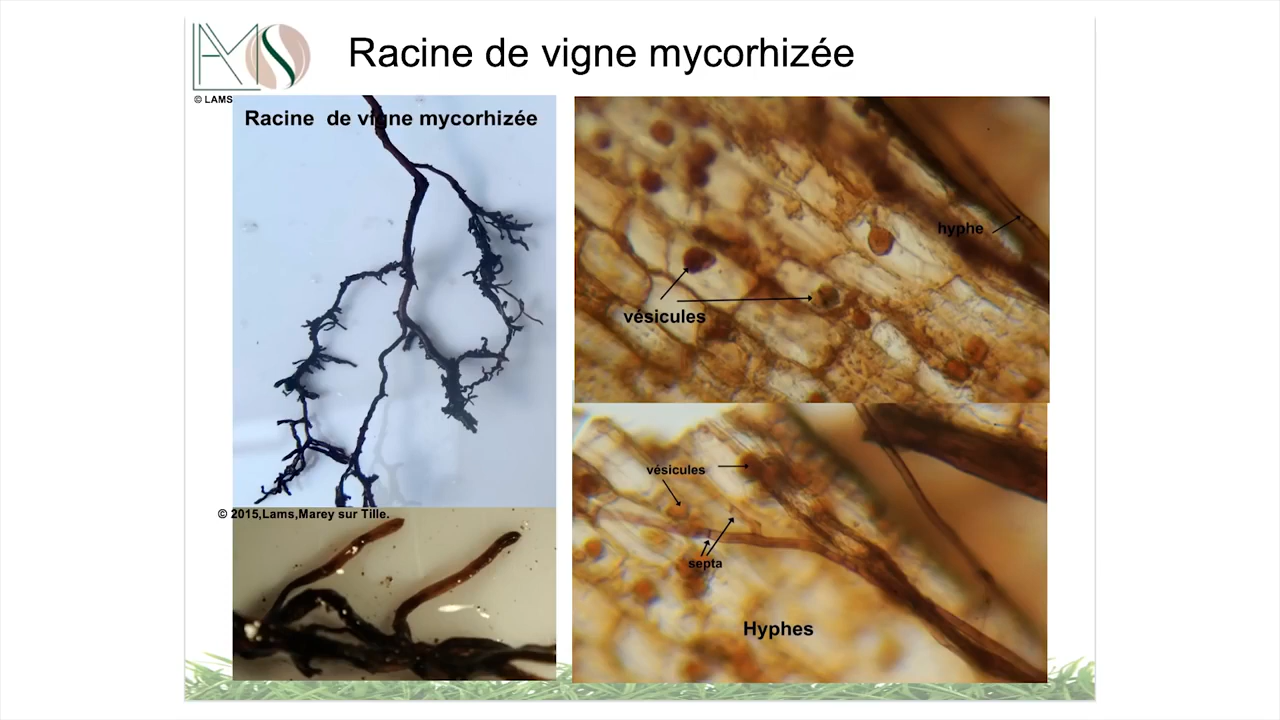 LAMS
Racine de vigne mycorhizée
© LAMS
Racine de vigne mycorhizée
hyphe
vésicules
vésicules
septa
Hyphes
© 2015,Lams,Marey sur Tille.